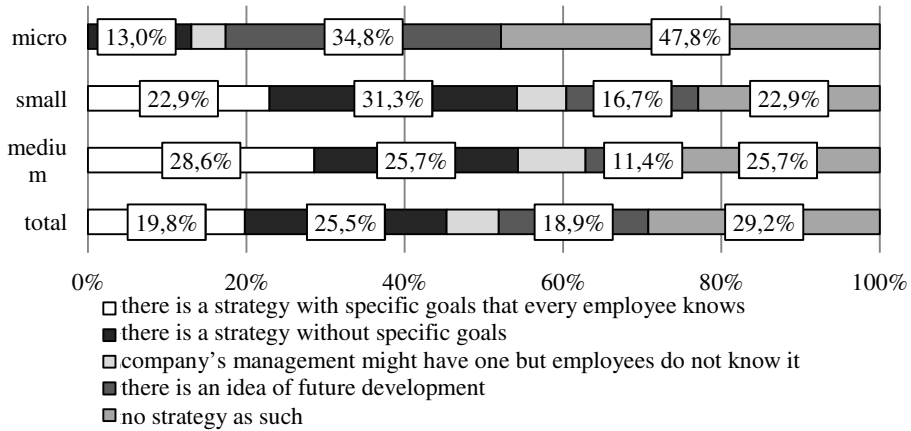 micro 13,0% 34,8% 47,8%
small 22,9% 31,3% 16,7% 22,9%
mediu
m 28,6% 25,7% 11,4% 25,7%
total 19,8% 25,5% 18,9% 29,2%
0% 20% 40% 60% 80% 100%
there is a strategy with specific goals that every employee knows
there is a strategy without specific goals
company’s management might have one but employees do not know it
there is an idea of future development
no strategy as such